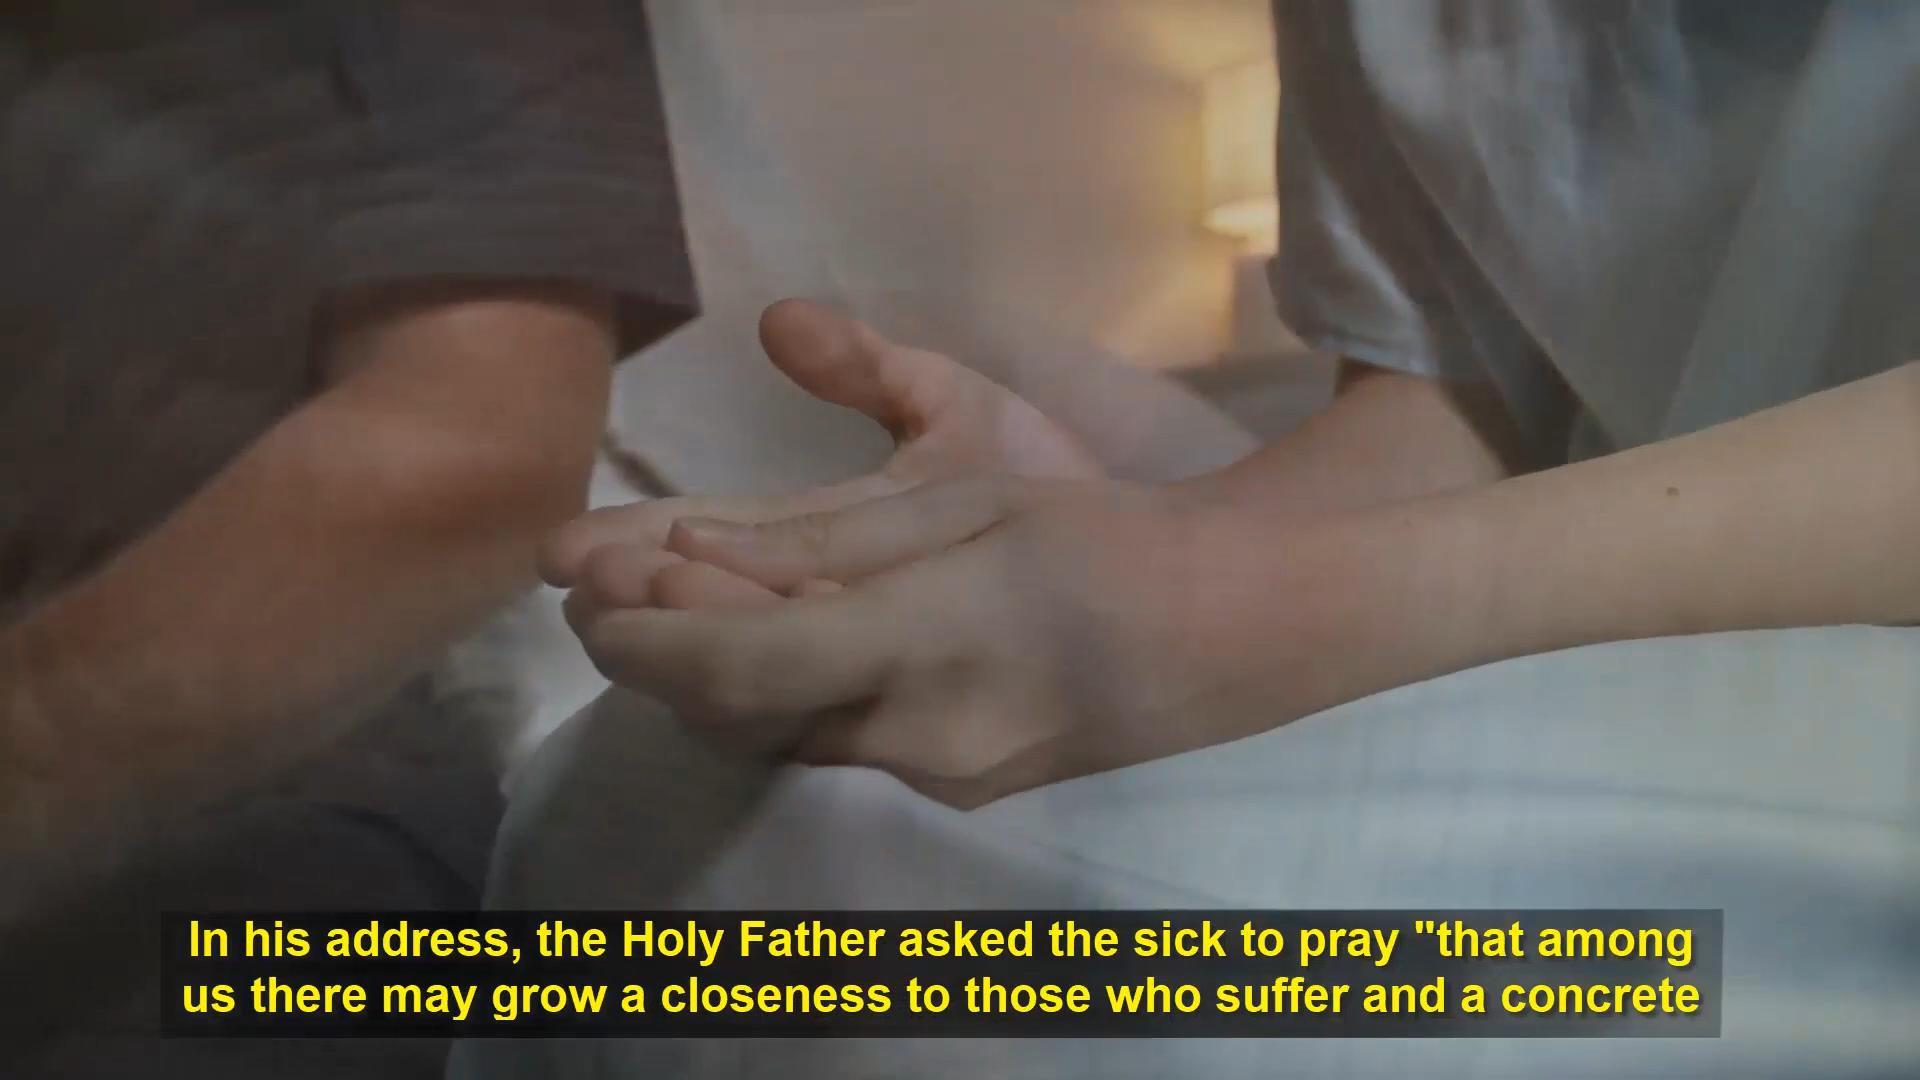 In his address, the Holy Father asked the sick to pray "that among
us there may grow a closeness to those who suffer and a concrete